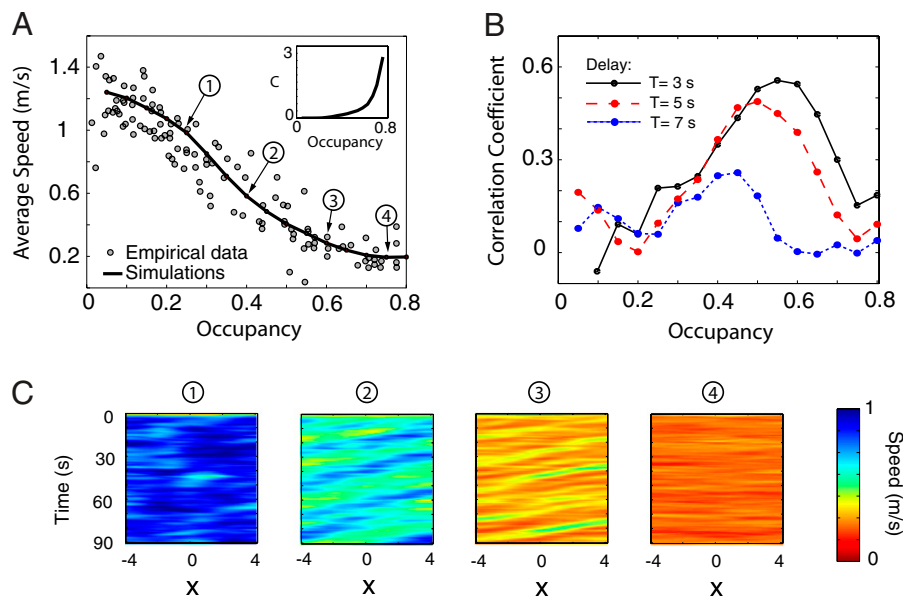 A
Average Speed (m/s)
1.4
1
0.6
0.2
0
0.2
0.4
0.6
0.8
Occupancy
1
2
3
4
Empirical data
Simulations
3
C
0
0
0.8
Occupancy
B
Correlation Coefficient
0.6
0.3
0
0
0.2
0.4
0.6
0.8
Occupancy
Delay:
T= 3 s
T= 5 s
T= 7 s
C
1
2
3
4
Time (s)
0
30
60
90
-4 0 4
X
-4 0 4
X
-4 0 4
X
-4 0 4
X
1
0
Speed (m/s)